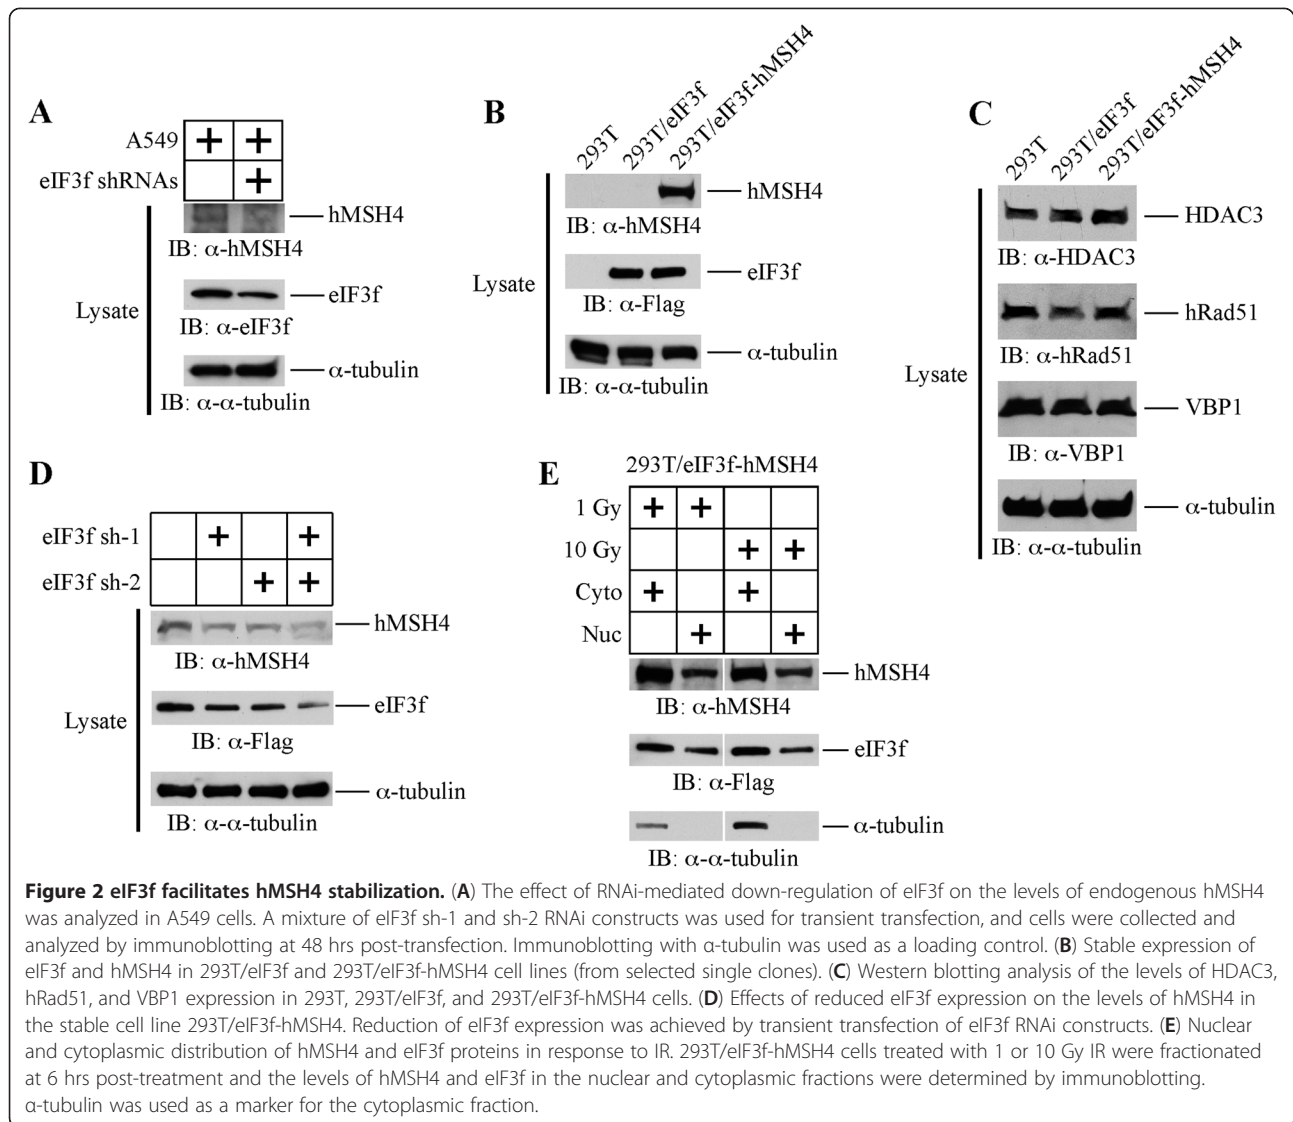 A
A549 + +
eIF3f shRNAs +
Lysate
hMSH4
IB: α-hMSH4
eIF3f
IB: α-eIF3f
α-tubulin
IB: α-α-tubulin
B
293T
293T/eIF3f
293T/eIF3f-hMSH4
Lysate
hMSH4
IB: α-hMSH4
eIF3f
IB: α-Flag
α-tubulin
IB: α-α-tubulin
C
293T
293T/eIF3f
293T/eIF3f-hMSH4
Lysate
HDAC3
IB: α-HDAC3
hRad51
IB: α-hRad51
VBP1
IB: α-VBP1
α-tubulin
IB: α-α-tubulin
D
eIF3f sh-1 + +
eIF3f sh-2 + +
Lysate
hMSH4
IB: α-hMSH4
eIF3f
IB: α-Flag
α-tubulin
IB: α-α-tubulin
E
293T/eIF3f-hMSH4
1 Gy + +
10 Gy + +
Cyto + +
Nuc + +
hMSH4
IB: α-hMSH4
eIF3f
IB: α-Flag
α-tubulin
IB: α-α-tubulin
Figure 2 eIF3f facilitates hMSH4 stabilization. (A) The effect of RNAi-mediated down-regulation of eIF3f on the levels of endogenous hMSH4
was analyzed in A549 cells. A mixture of eIF3f sh-1 and sh-2 RNAi constructs was used for transient transfection, and cells were collected and
analyzed by immunoblotting at 48 hrs post-transfection. Immunoblotting with α-tubulin was used as a loading control. (B) Stable expression of
eIF3f and hMSH4 in 293T/eIF3f and 293T/eIF3f-hMSH4 cell lines (from selected single clones). (C) Western blotting analysis of the levels of HDAC3,
hRad51, and VBP1 expression in 293T, 293T/eIF3f, and 293T/eIF3f-hMSH4 cells. (D) Effects of reduced eIF3f expression on the levels of hMSH4 in
the stable cell line 293T/eIF3f-hMSH4. Reduction of eIF3f expression was achieved by transient transfection of eIF3f RNAi constructs. (E) Nuclear
and cytoplasmic distribution of hMSH4 and eIF3f proteins in response to IR. 293T/eIF3f-hMSH4 cells treated with 1 or 10 Gy IR were fractionated
at 6 hrs post-treatment and the levels of hMSH4 and eIF3f in the nuclear and cytoplasmic fractions were determined by immunoblotting.
α-tubulin was used as a marker for the cytoplasmic fraction.